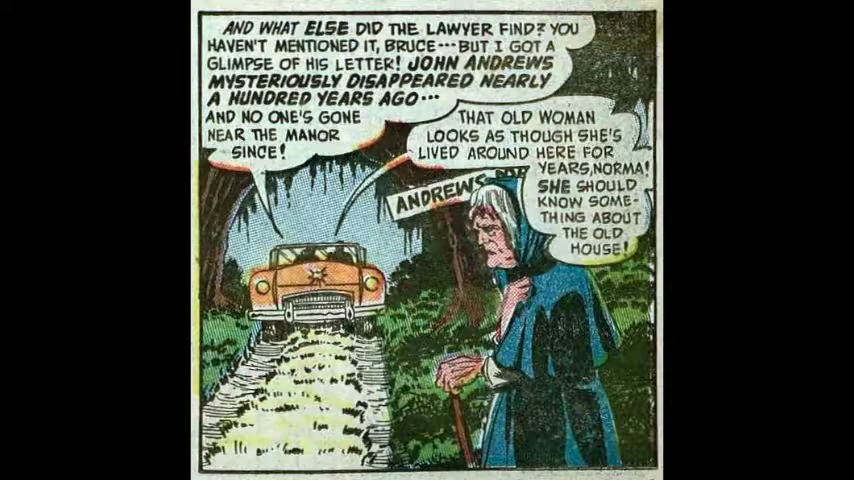 AND WHAT ELSE DID THE LAWYER FIND? YOU
HAVEN'T MENTIONED IT, BRUCE--- BUT I GOT A
GLIMPSE OF HIS LETTER! JOHN ANDREWS
MYSTERIOUSLY DISAPPEARED NEARLY
A HUNDRED YEARS AGO---
AND NO ONE'S GONE
NEAR THE MANOR
SINCE!
THAT OLD WOMAN
LOOKS AS THOUGH SHE'S
LIVED AROUND HERE FOR
YEARS, NORMA!
SHE SHOULD
KNOW SOME-
THING ABOUT
THE OLD
HOUSE!
ANDREWS